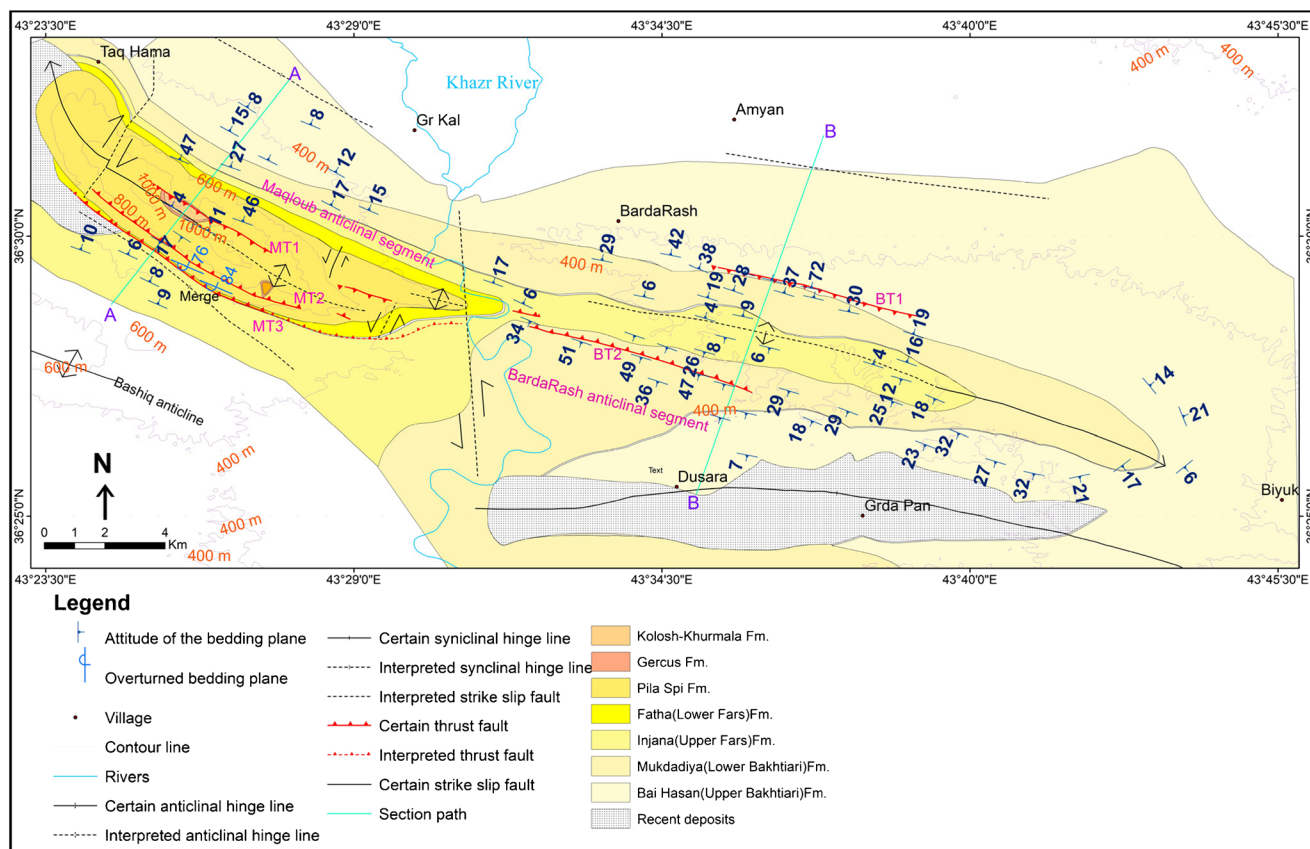 43°23'30"E
43°29'0"E
43°34'30"E
43°40'0"E
43°45'30"E
Taq Hama
A
8
Khazr River
400 m
400 m
15
8
Gr Kal
Amyan
B
47
27
400 m
12
1000 m
4
600 m
17
15
Maqloub anticlinal segment
BardaRash
800 m
11
46
1000 m
36°30'0"N
10
6
17
76
MT1
29
42
38
400 m
8
84
17
19
28
37
72
6
9
Merge
MT2
6
4
9
30
BT1
19
A
MT3
600 m
34
51
BT2
49
8
26
6
4
16
600 m
Bashiq anticline
36
47
400 m
29
12
14
BardaRash anticlinal segment
18
29
25
18
21
400 m
N
Text
Dusara
7
23
32
27
32
21
17
6
Biyuk
B
Grda Pan
36°25'0"N
400 m
0 1 2 4
Km
400 m
43°23'30"E
43°29'0"E
43°34'30"E
43°40'0"E
43°45'30"E
Legend
Attitude of the bedding plane
Overturned bedding plane
Village
Contour line
Rivers
Certain anticlinal hinge line
Interpreted anticlinal hinge line
Certain syniclinal hinge line
Interpreted synclinal hinge line
Interpreted strike slip fault
Certain thrust fault
Interpreted thrust fault
Certain strike slip fault
Section path
Kolosh-Khurmala Fm.
Gercus Fm.
Pila Spi Fm.
Fatha(Lower Fars)Fm.
Injana(Upper Fars)Fm.
Mukdadiya(Lower Bakhtiari)Fm.
Bai Hasan(Upper Bakhtiari)Fm.
Recent deposits